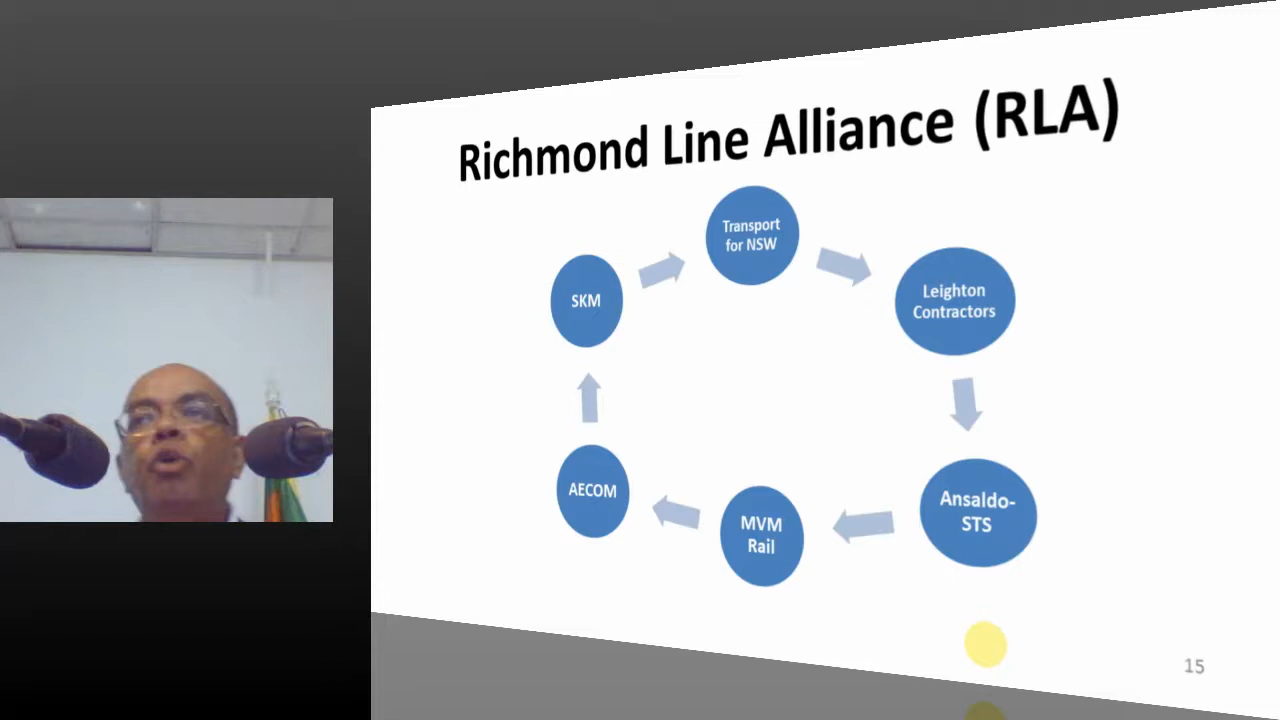 Richmond Line Alliance (RLA)
Transport
for NSW
Leighton
Contractors
Ansaldo-
STS
MVM
Rail
AECOM
SKM
15